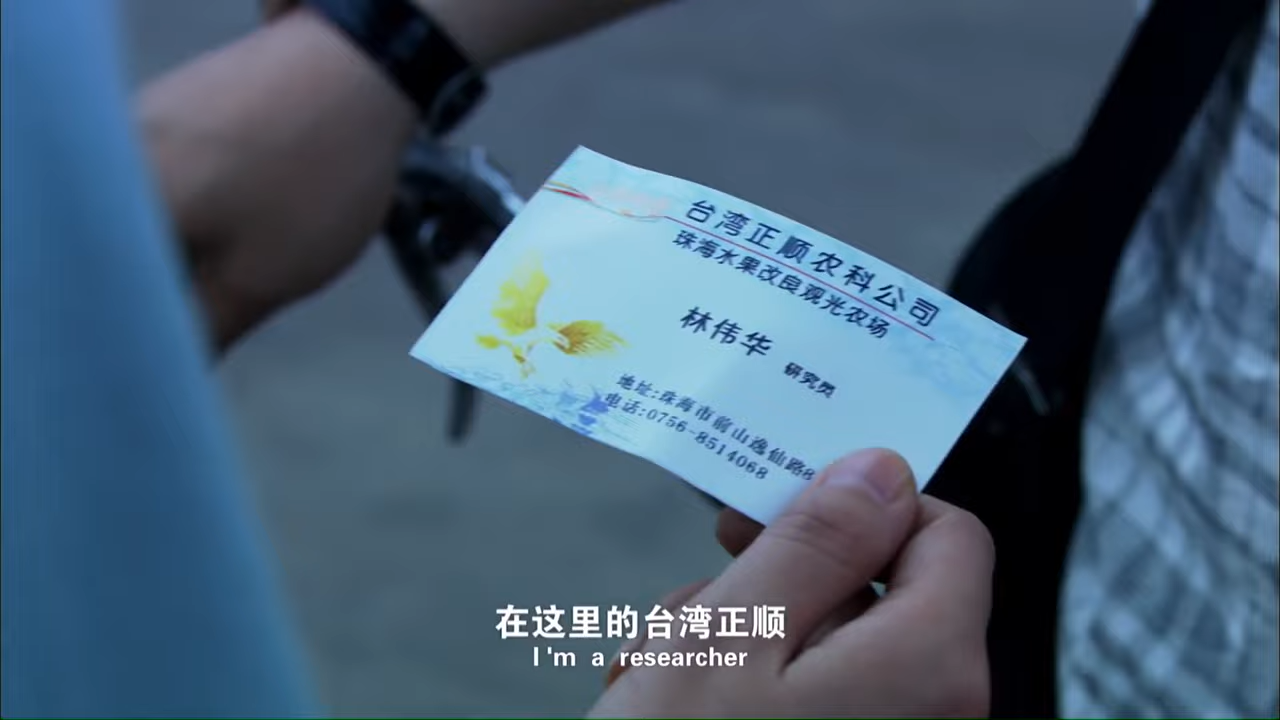 台湾正顺农科公司
珠海水果改良观光农场
林伟华 研究员
地址:珠海市前山逸仙路8
电话:0756-8514068
在这里的台湾正顺
I'm a researcher